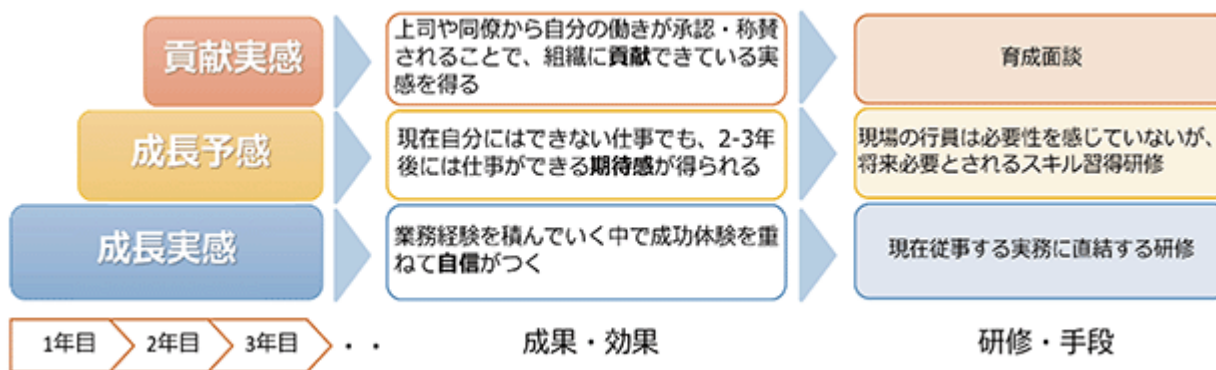 貢献実感
上司や同僚から自分の働きが承認・称賛
されることで、組織に貢献できている実
感を得る
育成面談
成長予感
現在自分にはできない仕事でも、2-3年
後には仕事ができる期待感が得られる
現場の行員は必要性を感じていないが、
将来必要とされるスキル習得研修
成長実感
業務経験を積んでいく中で成功体験を重
ねて自信がつく
現在従事する実務に直結する研修
1年目
2年目
3年目
・・
成果・効果
研修・手段